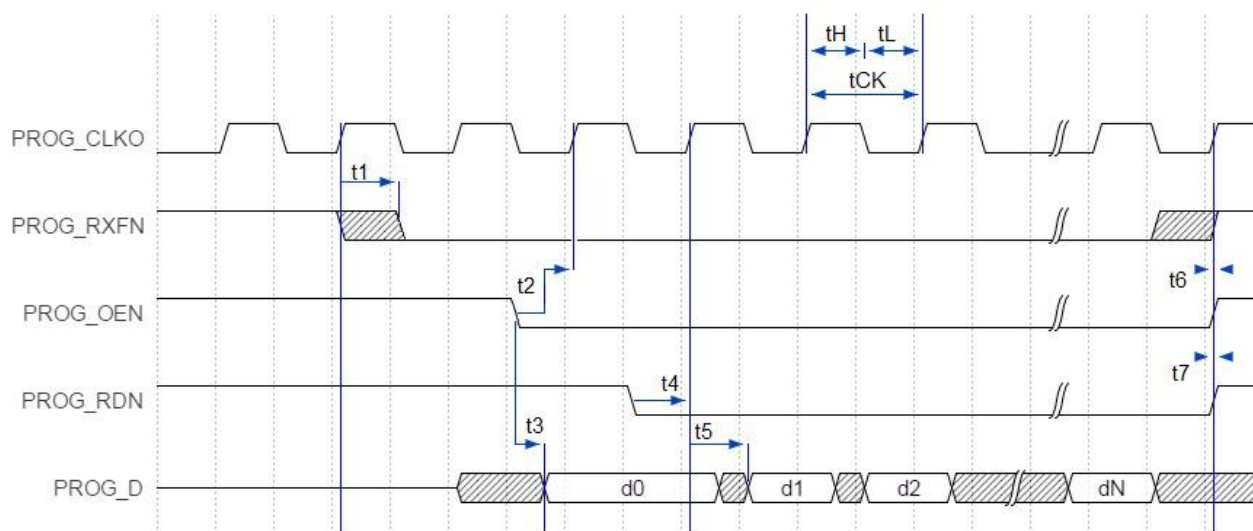 tH tL
tCK
PROG_CLKO
t1
PROG_RXFN
t2
t6
PROG_OEN
t4
t7
PROG_RDN
t3
t5
PROG_D
d0 d1 d2 dN